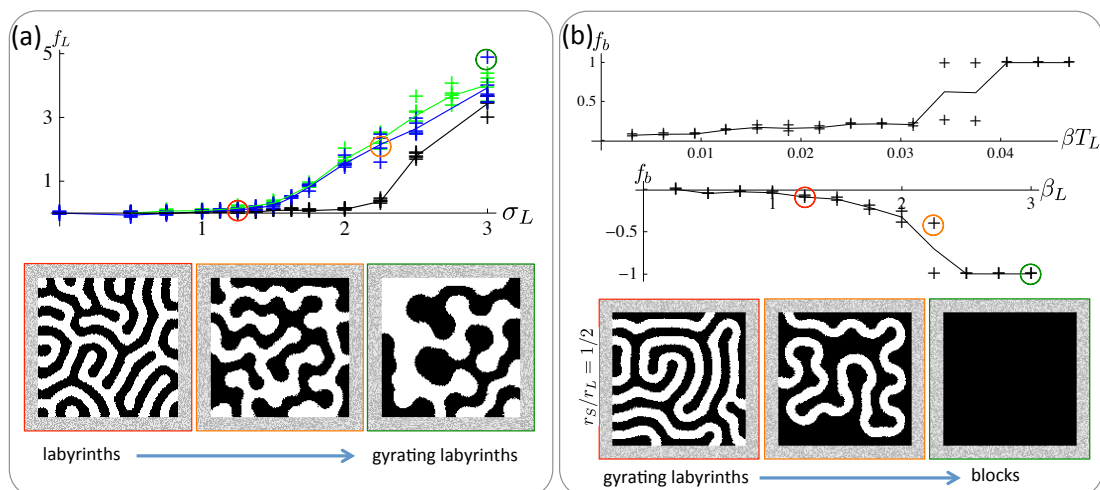 (a)
f_L
5
3
1
1
2
3
σ_L
labyrinths
gyrating labyrinths
(b)
f_b
1
0.5
0.01
0.02
0.03
0.04
βT_L
f_b
1
2
3
β_L
−0.5
−1
r_S/r_L = 1/2
gyrating labyrinths
blocks